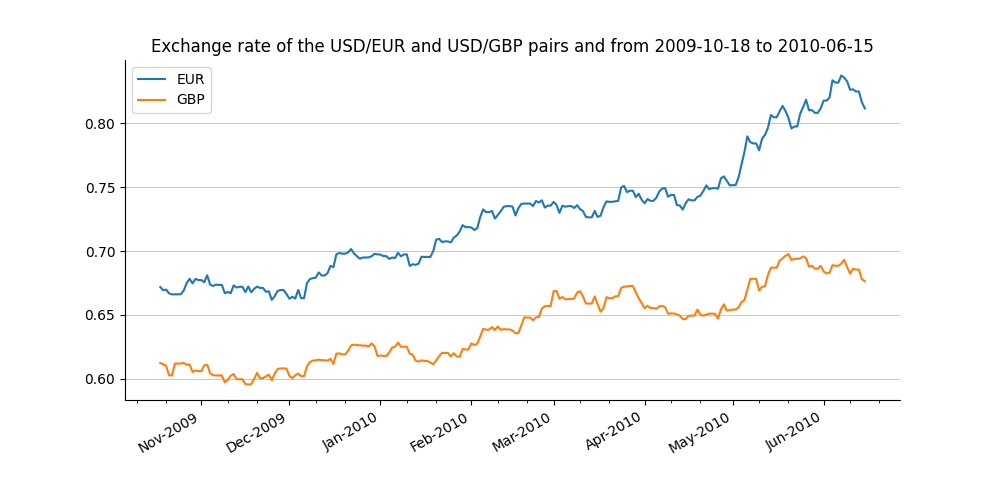 Exchange rate of the USD/EUR and USD/GBP pairs and from 2009-10-18 to 2010-06-15
EUR
GBP
0.80
0.75
0.70
0.65
0.60
Nov-2009
Dec-2009
Jan-2010
Feb-2010
Mar-2010
Apr-2010
May-2010
Jun-2010